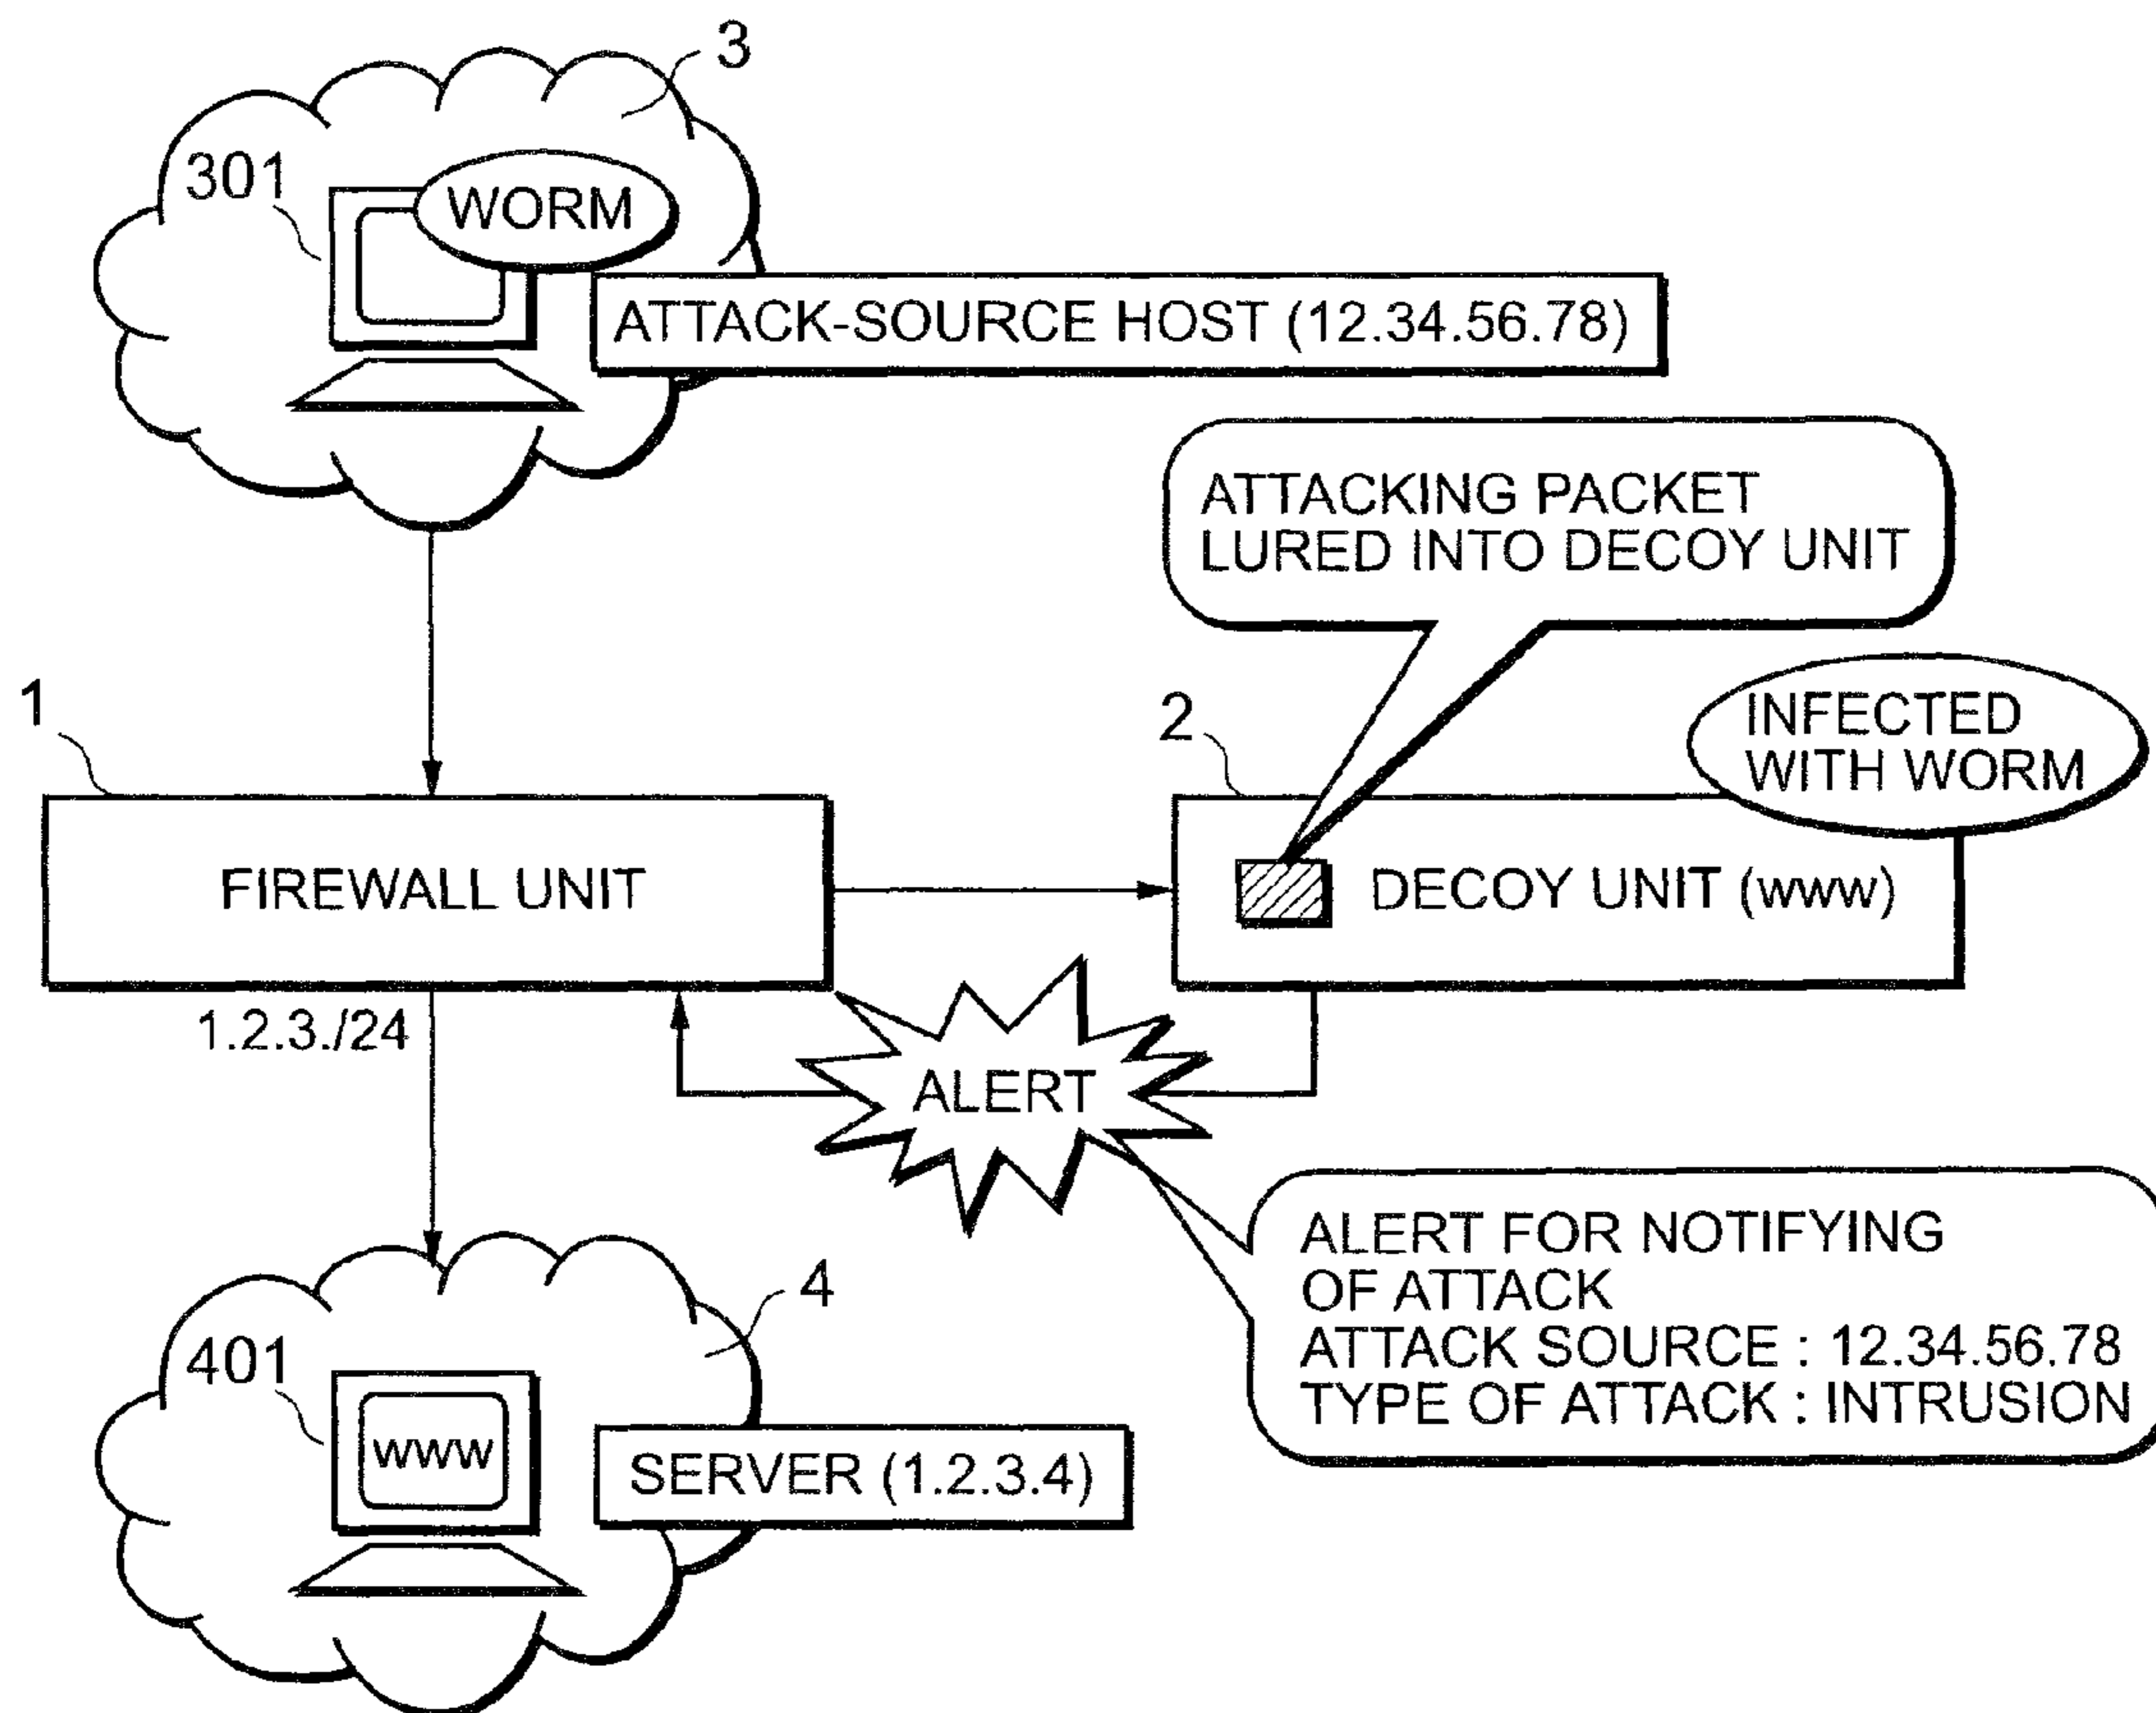 3
301
WORM
ATTACK-SOURCE HOST (12.34.56.78)
ATTACKING PACKET
LURED INTO DECOY UNIT
1
2
INFECTED
WITH WORM
FIREWALL UNIT
DECOY UNIT (www)
1.2.3./24
ALERT
ALERT FOR NOTIFYING
OF ATTACK
ATTACK SOURCE : 12.34.56.78
TYPE OF ATTACK : INTRUSION
4
401
www
SERVER (1.2.3.4)